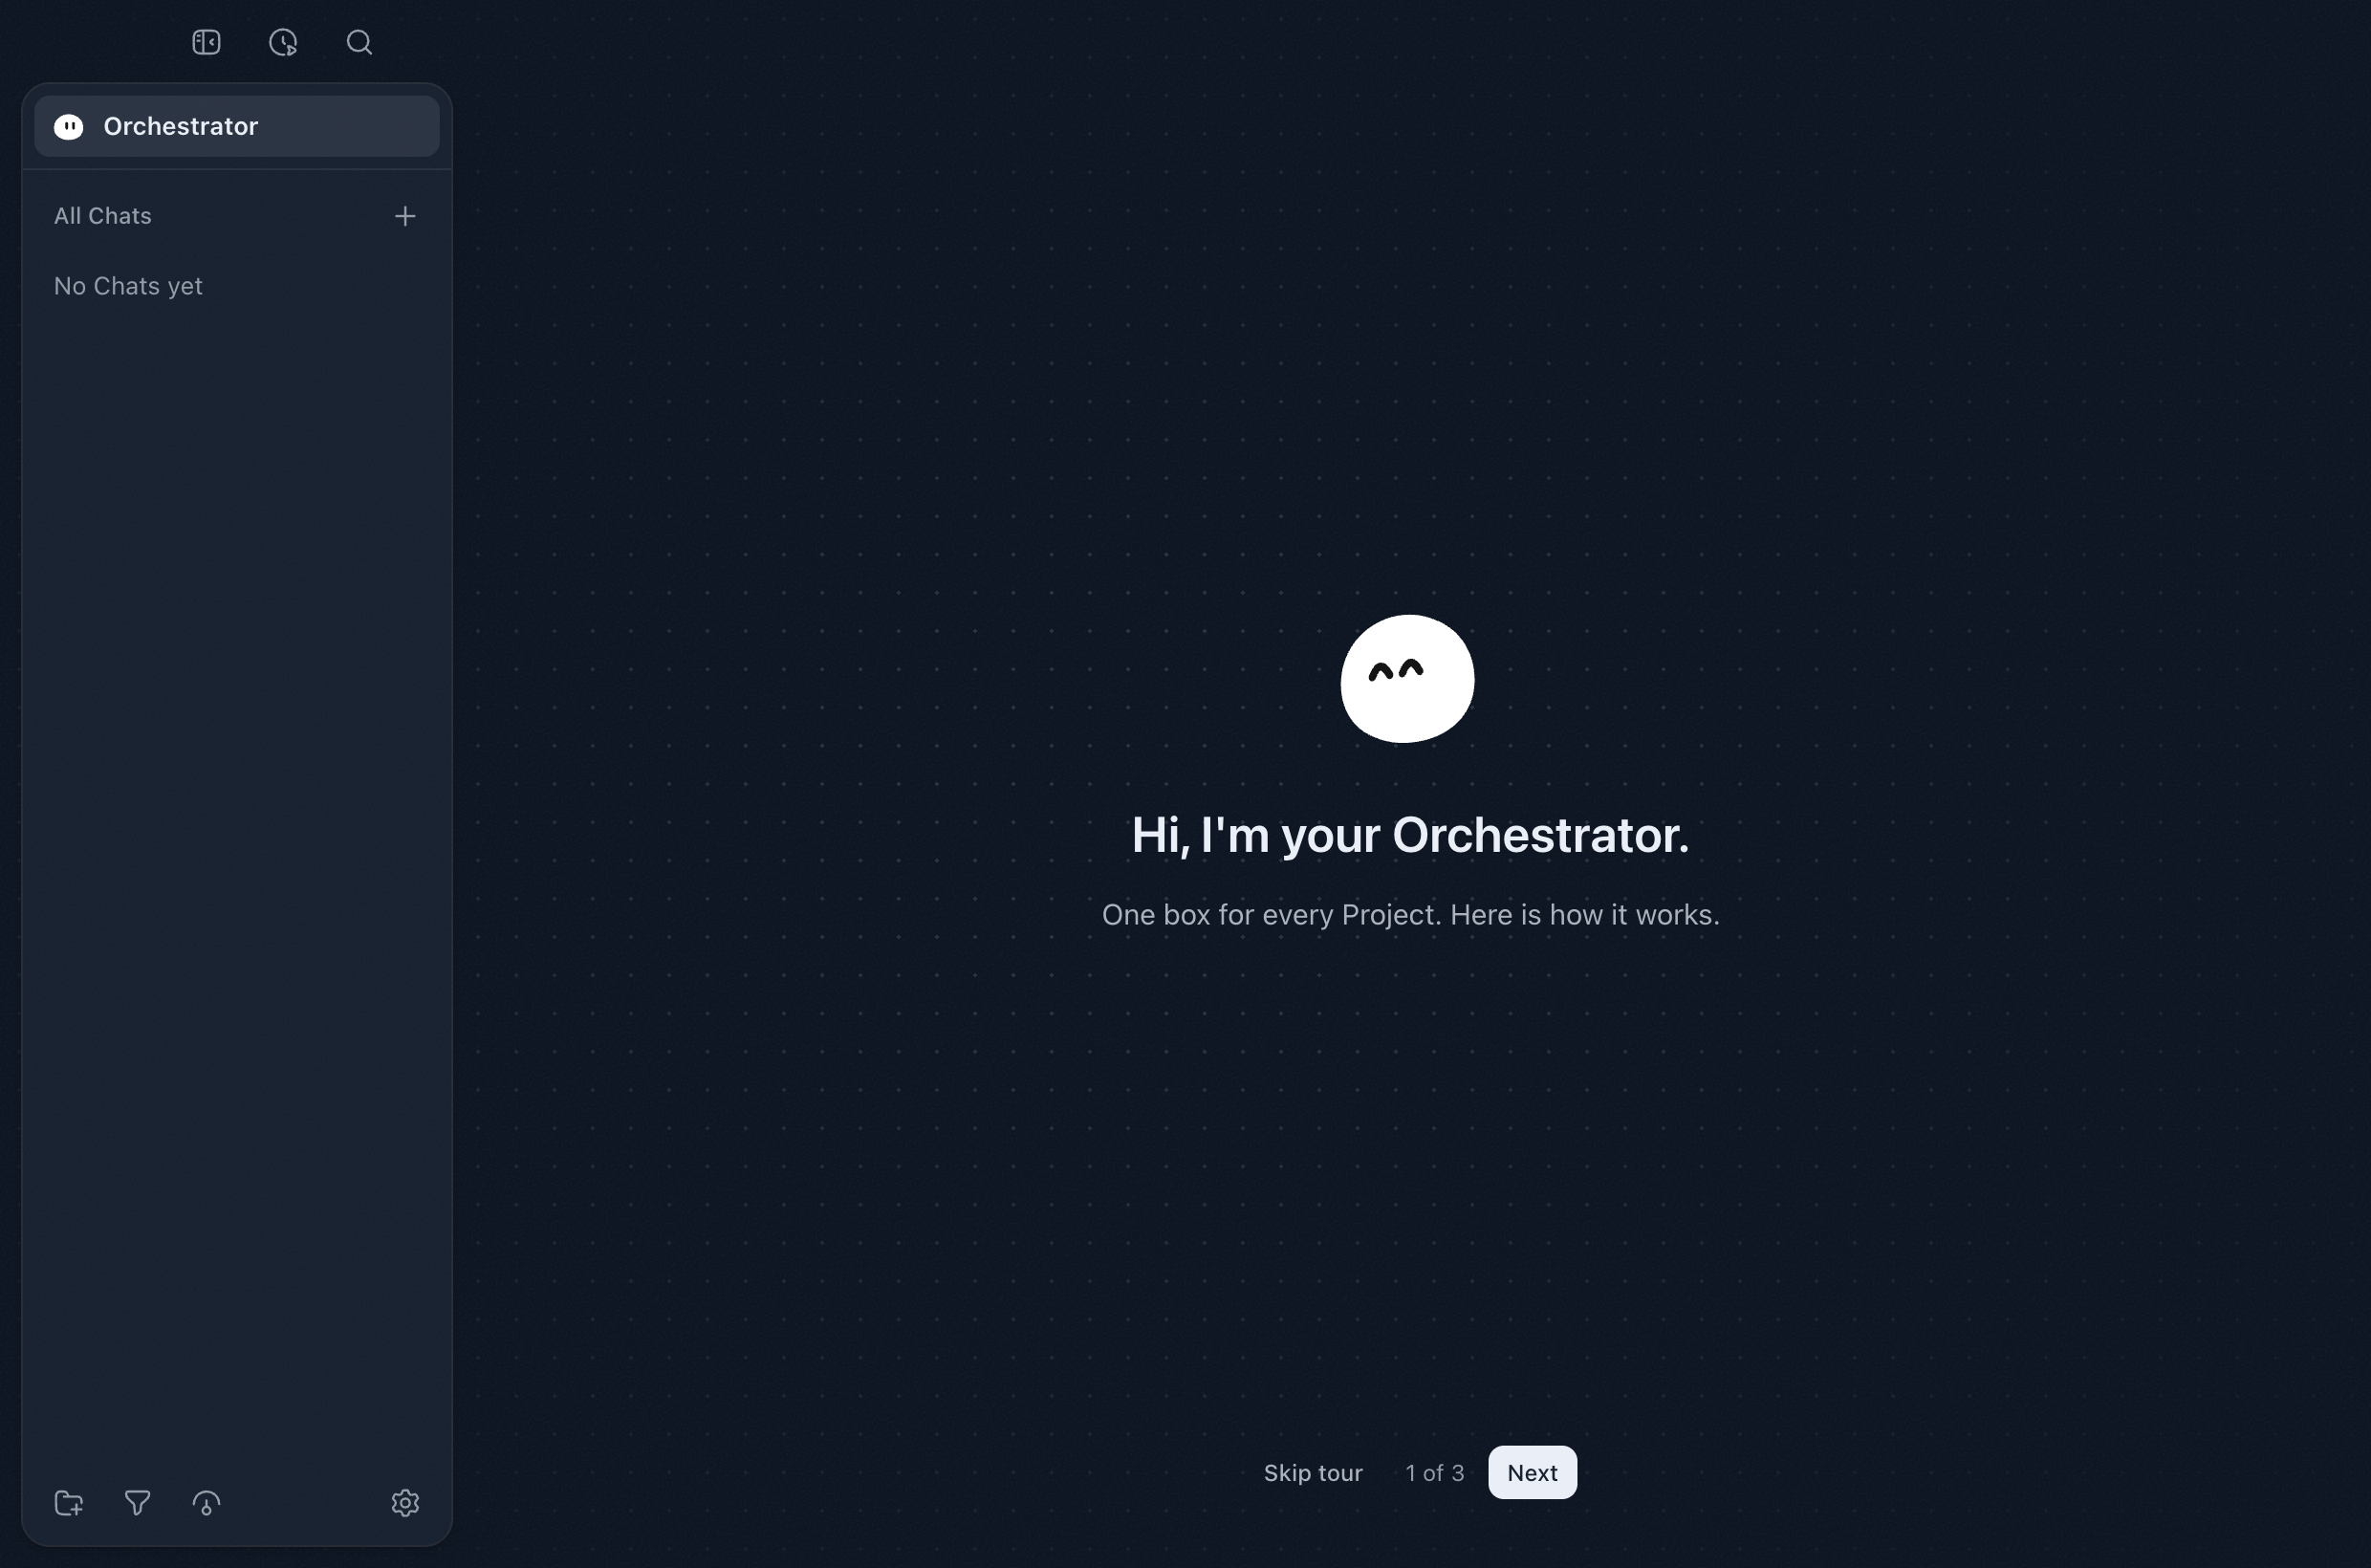 Orchestrator
All Chats
No Chats yet
Hi, I'm your Orchestrator.
One box for every Project. Here is how it works.
Skip tour
1 of 3
Next